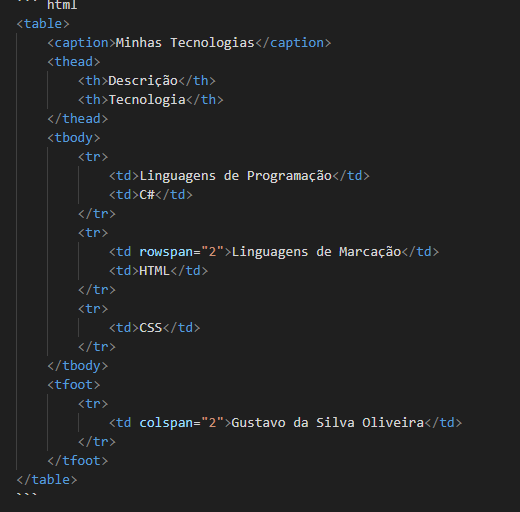 ``` html
<table>
    <caption>Minhas Tecnologias</caption>
    <thead>
        <th>Descrição</th>
        <th>Tecnologia</th>
    </thead>
    <tbody>
        <tr>
            <td>Linguagens de Programação</td>
            <td>C#</td>
        </tr>
        <tr>
            <td rowspan="2">Linguagens de Marcação</td>
            <td>HTML</td>
        </tr>
        <tr>
            <td>CSS</td>
        </tr>
    </tbody>
    <tfoot>
        <tr>
            <td colspan="2">Gustavo da Silva Oliveira</td>
        </tr>
    </tfoot>
</table>
```